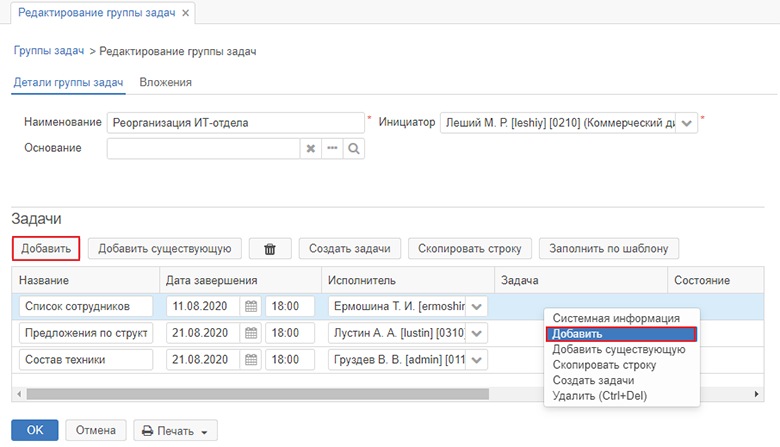 Редактирование группы задач ×
Группы задач > Редактирование группы задач
Детали группы задач Вложения
Наименование Реорганизация ИТ-отдела * Инициатор Леший М. Р. [leshiy] [0210] (Коммерческий ди *
Основание
Задачи
Добавить Добавить существующую Создать задачи Скопировать строку Заполнить по шаблону
Название Дата завершения Исполнитель Задача Состояние
Список сотрудников 11.08.2020 18:00 Ермошина Т. И. [ermoshin
Предложения по структ 21.08.2020 18:00 Лустин А. А. [lustin] [0310]
Состав техники 21.08.2020 18:00 Груздев В. В. [admin] [011
Системная информация
Добавить
Добавить существующую
Скопировать строку
Создать задачи
Удалить (Ctrl+Del)
OK Отмена Печать